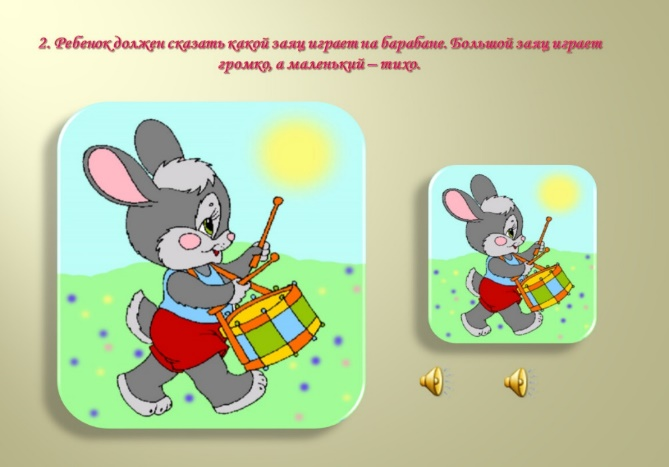 2. Ребенок должен сказать какой заяц играет на барабане. Большой заяц играет
громко, а маленький – тихо.